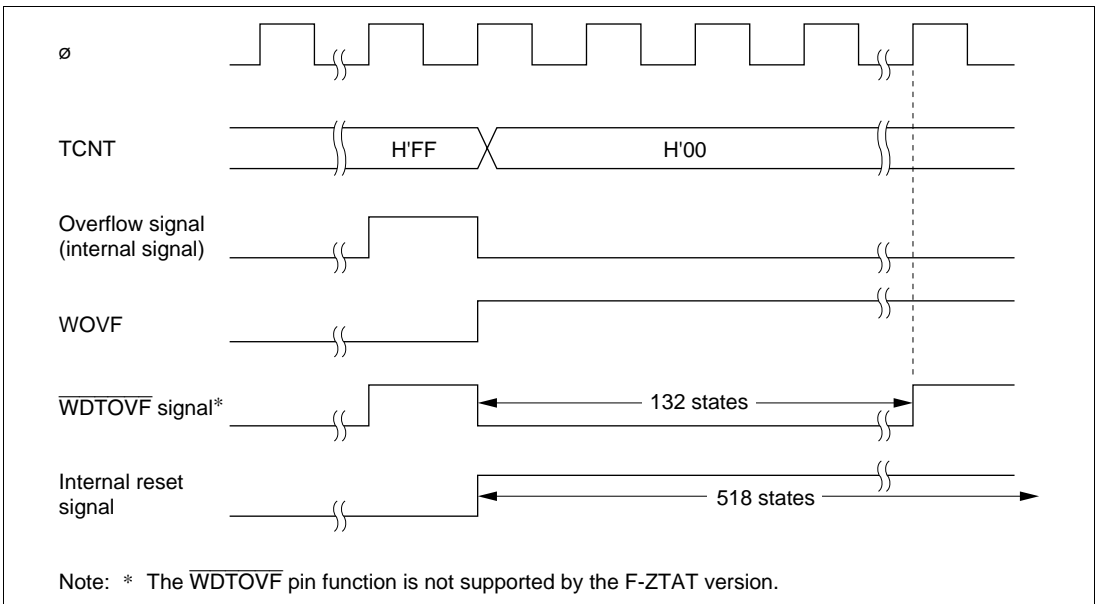 ø
TCNT
H'FF
H'00
Overflow signal
(internal signal)
WOVF
WDTOVF signal*
132 states
Internal reset
signal
518 states
Note: * The WDTOVF pin function is not supported by the F-ZTAT version.